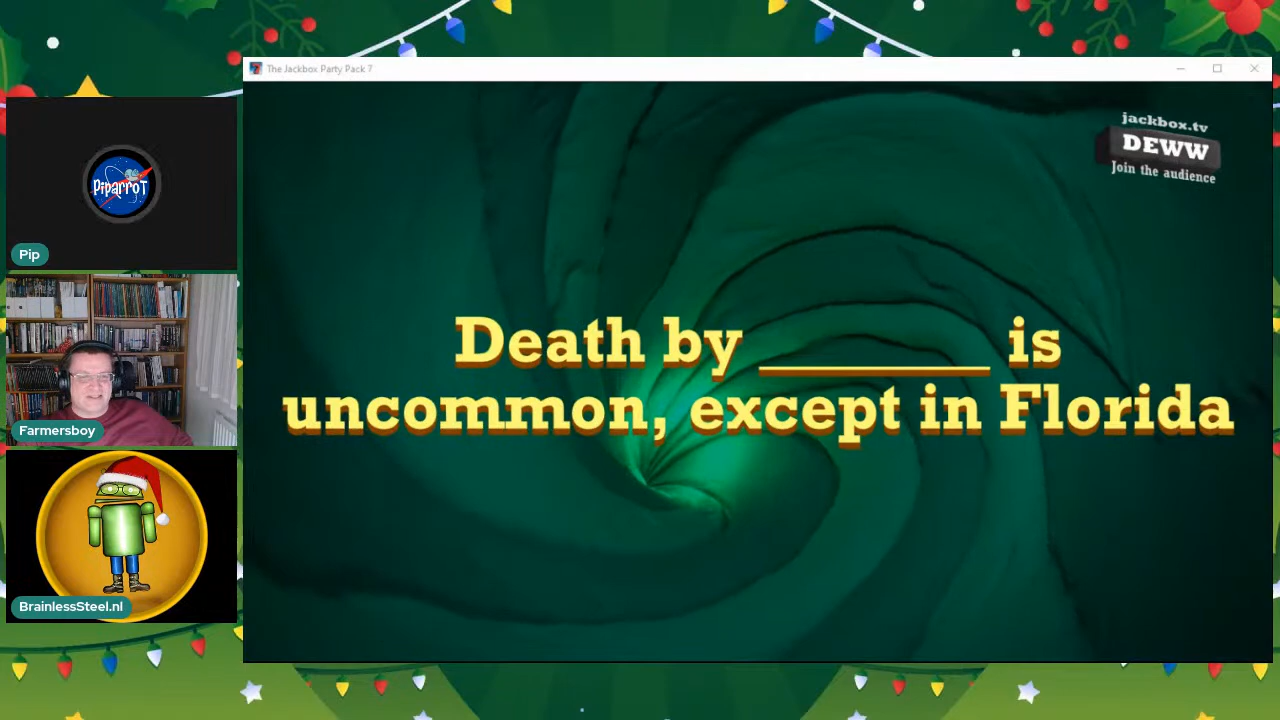 The Jackbox Party Pack 7
jackbox.tv
DEWW
Join the audience
PiparroT
Pip
Farmersboy
BrainlessSteel.nl
Death by ________ is
uncommon, except in Florida